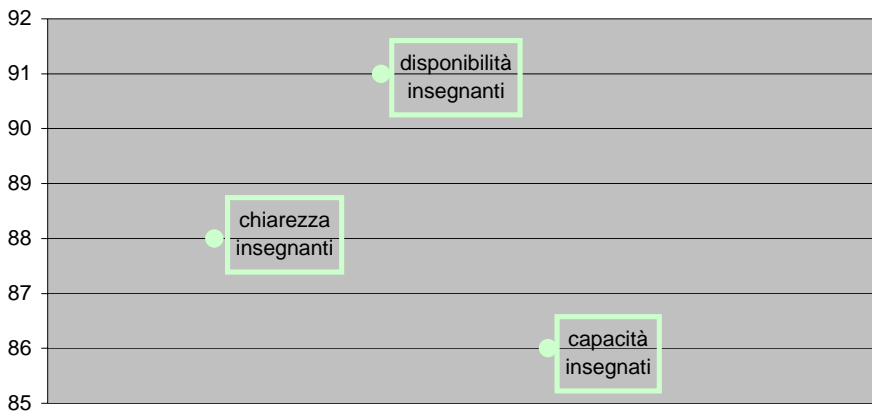 92
91
90
89
88
87
86
85
disponibilità
insegnanti
chiarezza
insegnanti
capacità
insegnati